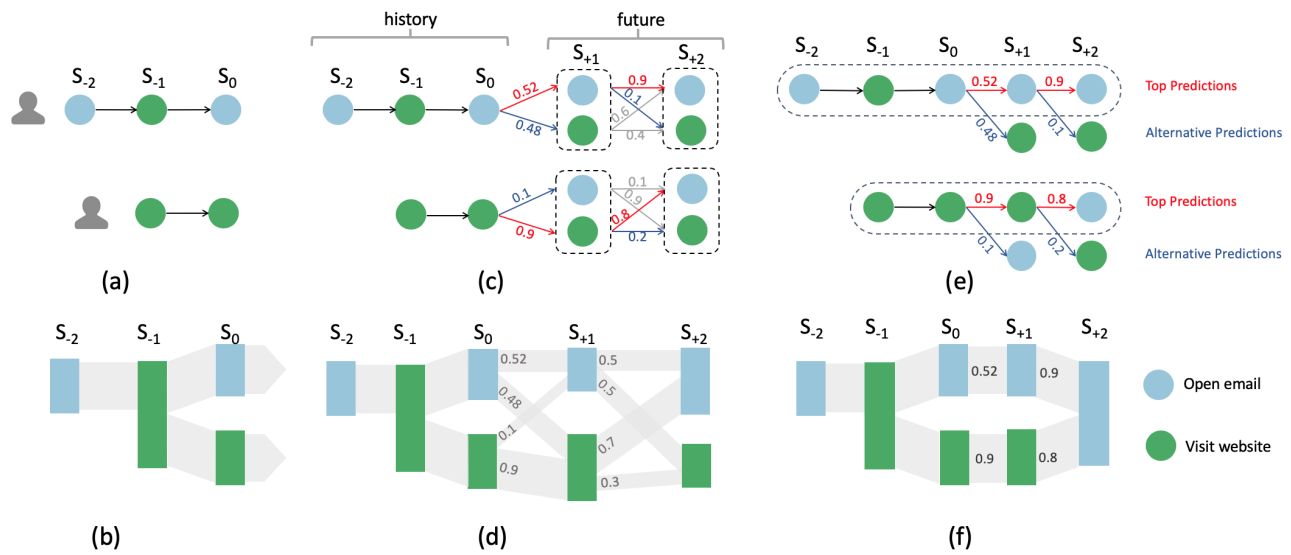 history future
S-2 S-1 S0
S-2 S-1 S0 S+1 S+2
0.52 0.9
0.48 0.1
0.6
0.4
0.1 0.1
0.9
0.9 0.8
0.2
(a)
(c)
S-2 S-1 S0 S+1 S+2
0.52 0.9 Top Predictions
0.48 0.1 Alternative Predictions
0.9 0.8 Top Predictions
0.1 0.2 Alternative Predictions
(e)
S-2 S-1 S0
(b)
S-2 S-1 S0 S+1 S+2
0.52 0.5
0.48 0.5
0.1 0.7
0.9 0.3
(d)
S-2 S-1 S0 S+1 S+2
0.52 0.9
0.9 0.8
(f)
Open email
Visit website